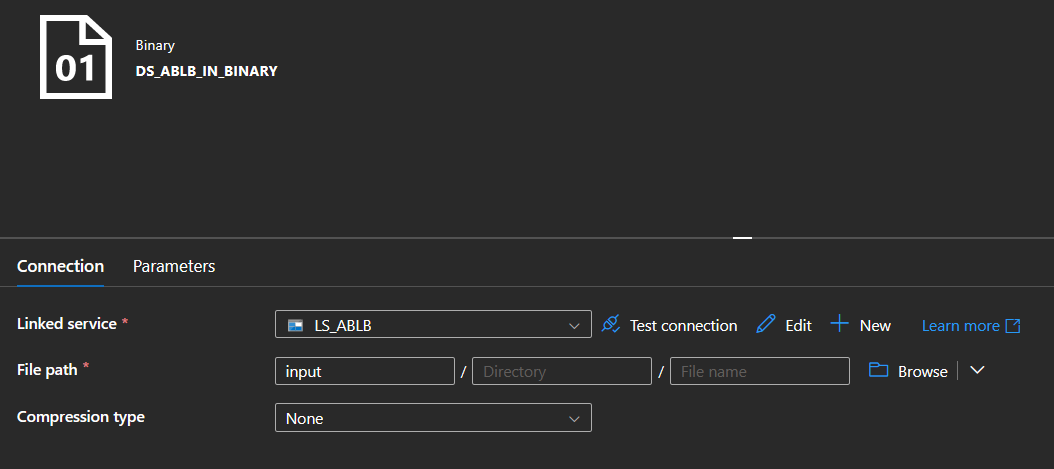 01
Binary
DS_ABLB_IN_BINARY
Connection Parameters
Linked service * LS_ABLB Test connection Edit New Learn more
File path * input / Directory / File name Browse
Compression type None